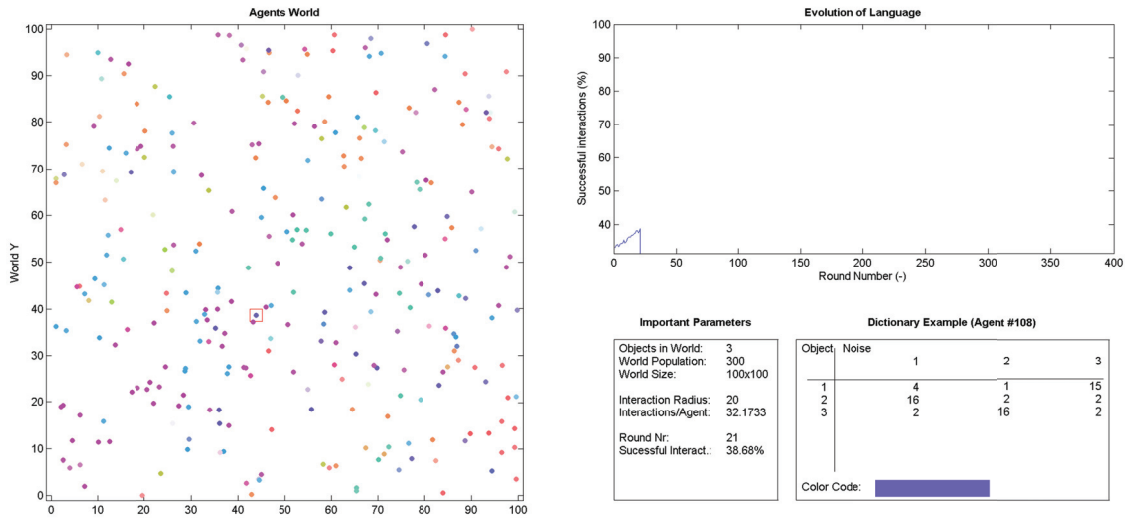 Agents World
100
90
80
70
60
50
40
30
20
10
0
World Y
0 10 20 30 40 50 60 70 80 90 100
Evolution of Language
100
90
80
70
60
50
40
Successful interactions (%)
0 50 100 150 200 250 300 350 400
Round Number (-)
Important Parameters
Objects in World: 3
World Population: 300
World Size: 100x100
Interaction Radius: 20
Interactions/Agent: 32.1733
Round Nr: 21
Sucessful Interact.: 38.68%
Dictionary Example (Agent #108)
Object Noise
1 2 3
1 4 1 15
2 16 2 2
3 2 16 2
Color Code: